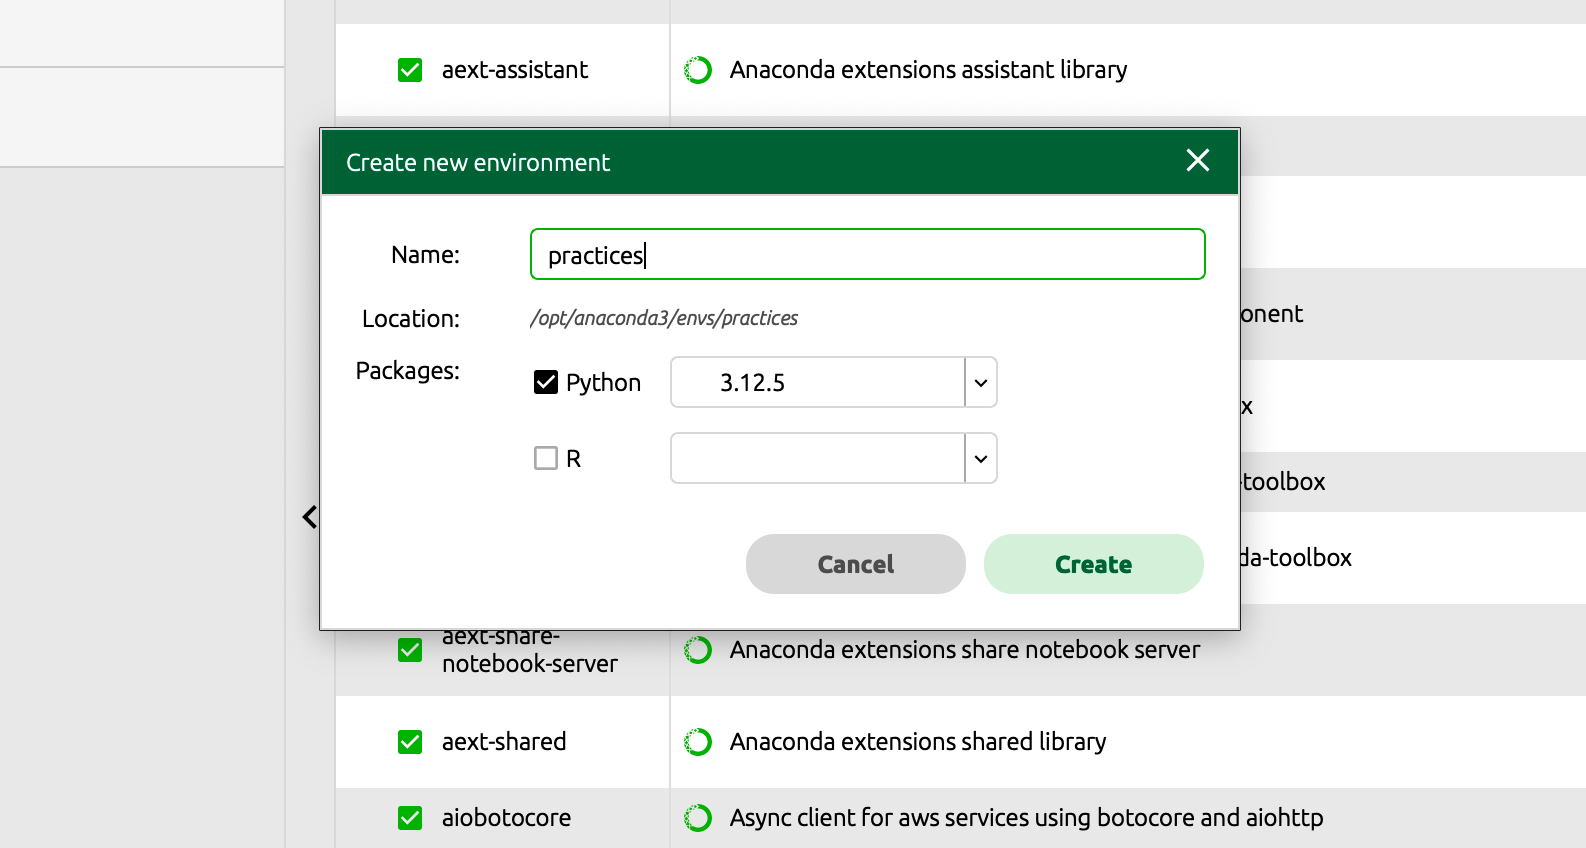 aext-assistant
Anaconda extensions assistant library
Create new environment
Name:
practices
Location:
/opt/anaconda3/envs/practices
onent
Packages:
Python
3.12.5
x
R
-toolbox
da-toolbox
Cancel
Create
aext-share-
notebook-server
Anaconda extensions share notebook server
aext-shared
Anaconda extensions shared library
aiobotocore
Async client for aws services using botocore and aiohttp